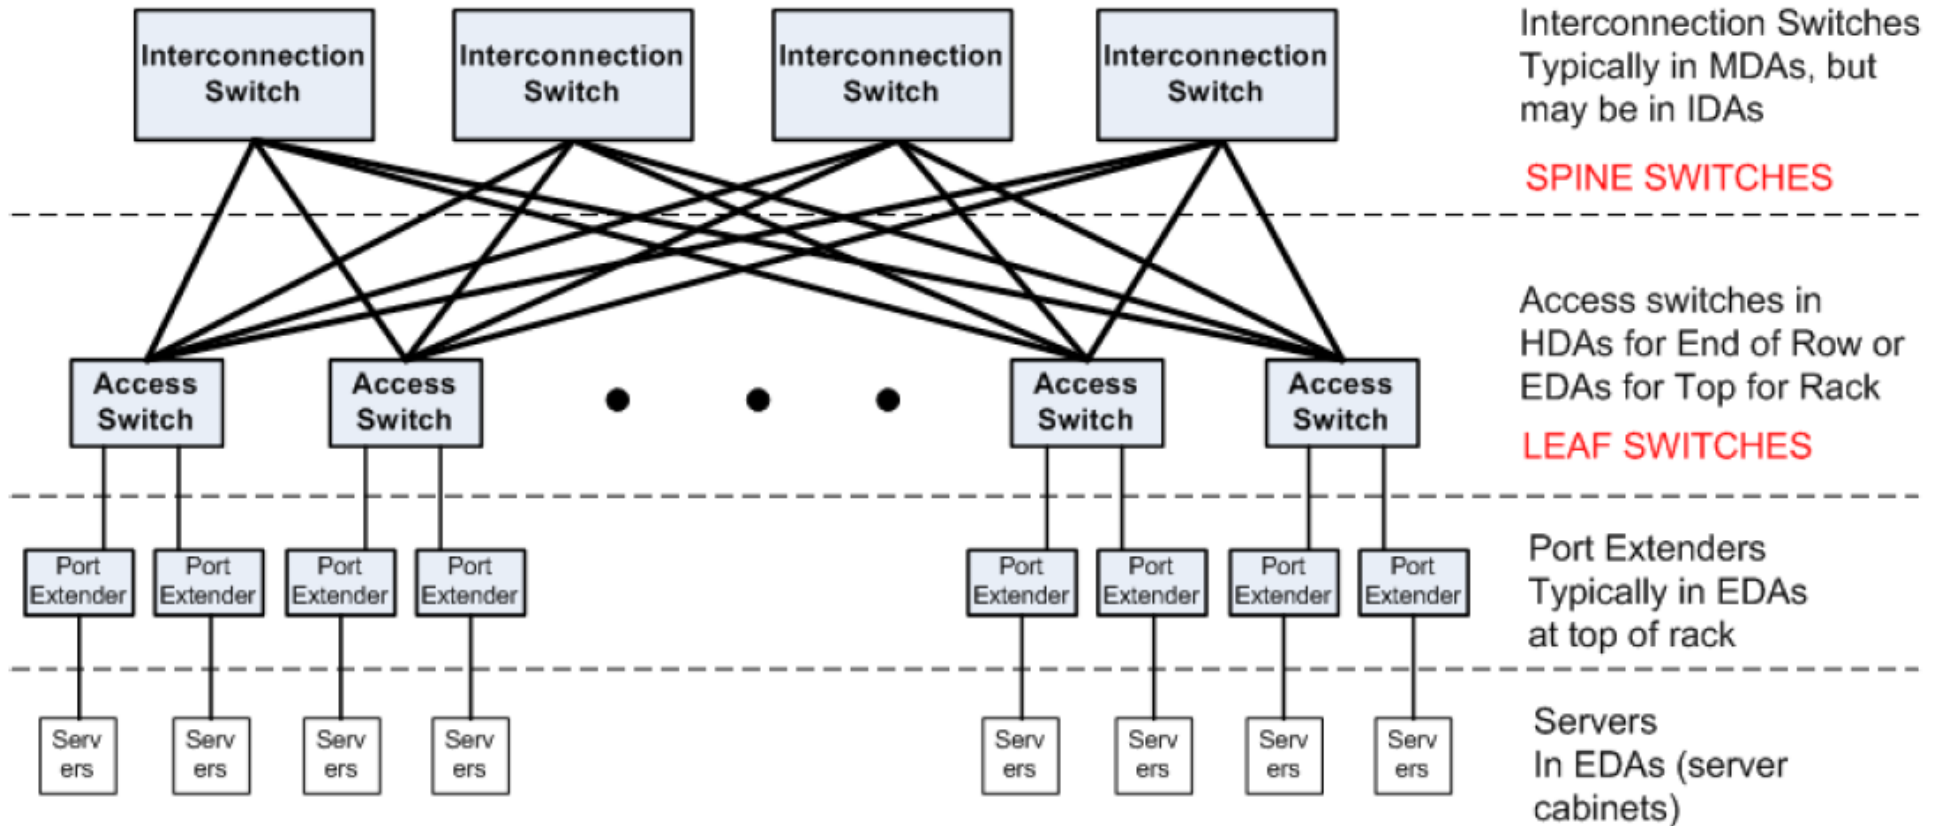 Interconnection
Switch
Interconnection
Switch
Interconnection
Switch
Interconnection
Switch
Interconnection Switches
Typically in MDAs, but
may be in IDAs
SPINE SWITCHES
Access
Switch
Access
Switch
Access
Switch
Access
Switch
Access switches in
HDAs for End of Row or
EDAs for Top for Rack
LEAF SWITCHES
Port
Extender
Port
Extender
Port
Extender
Port
Extender
Port
Extender
Port
Extender
Port
Extender
Port
Extender
Port Extenders
Typically in EDAs
at top of rack
Serv
ers
Serv
ers
Serv
ers
Serv
ers
Serv
ers
Serv
ers
Serv
ers
Serv
ers
Servers
In EDAs (server
cabinets)